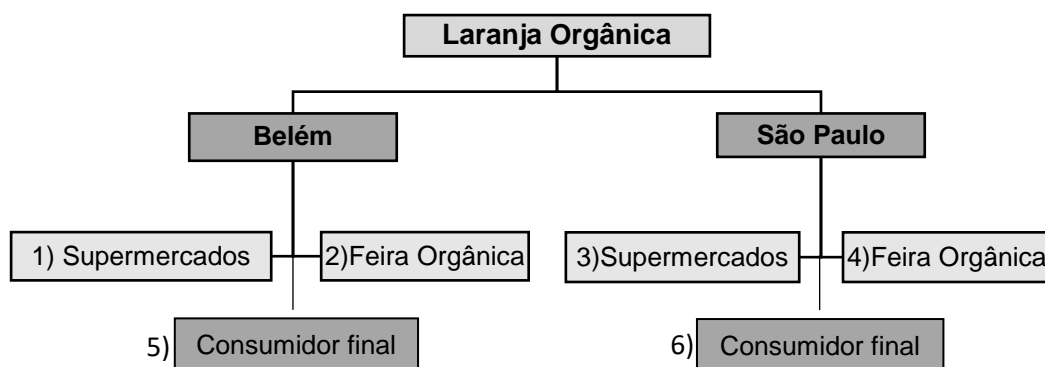 Laranja Orgânica
Belém
São Paulo
1) Supermercados
2)Feira Orgânica
3)Supermercados
4)Feira Orgânica
5) Consumidor final
6) Consumidor final